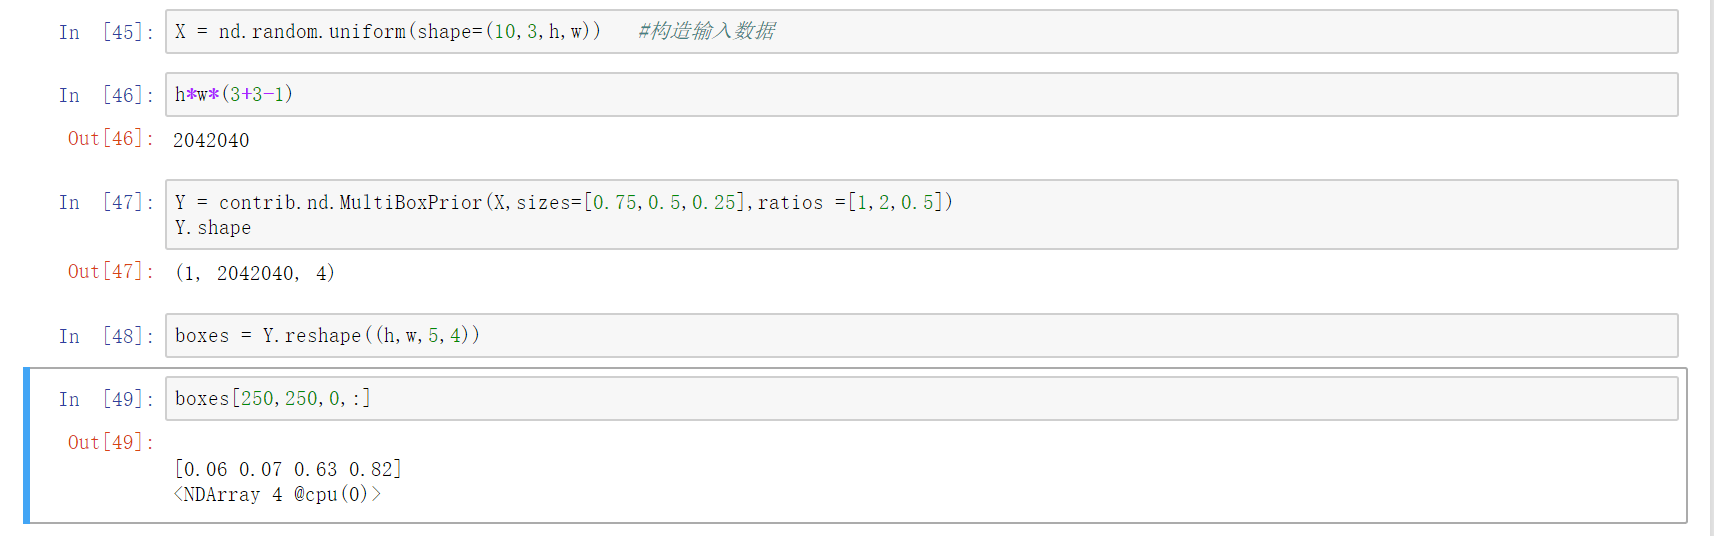 In [45]: X = nd.random.uniform(shape=(10,3,h,w)) #构造输入数据
In [46]: h*w*(3+3-1)
Out[46]: 2042040
In [47]: Y = contrib.nd.MultiBoxPrior(X,sizes=[0.75,0.5,0.25],ratios =[1,2,0.5])
Y.shape
Out[47]: (1, 2042040, 4)
In [48]: boxes = Y.reshape((h,w,5,4))
In [49]: boxes[250,250,0,:]
Out[49]:
[0.06 0.07 0.63 0.82]
<NDArray 4 @cpu(0)>